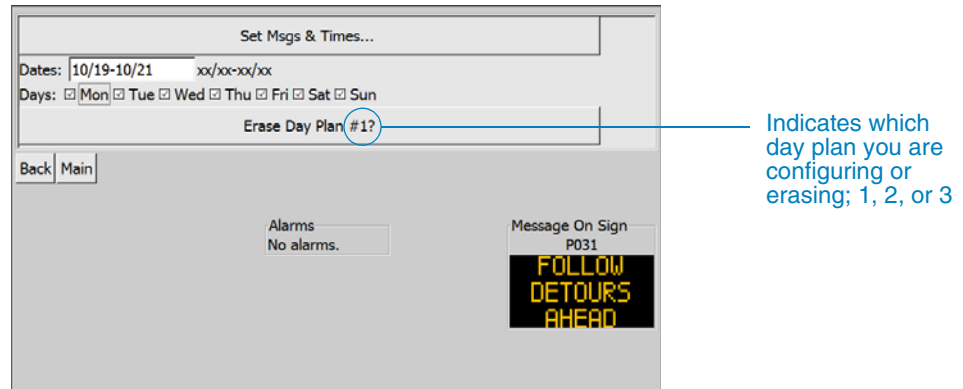 Set Msgs & Times...
Dates: 10/19-10/21 xx/xx-xx/xx
Days: ☑ Mon ☑ Tue ☑ Wed ☑ Thu ☑ Fri ☑ Sat ☑ Sun
Erase Day Plan #1?
Indicates which
day plan you are
configuring or
erasing; 1, 2, or 3
Back Main
Alarms
No alarms.
Message On Sign
P031
FOLLOW
DETOURS
AHEAD